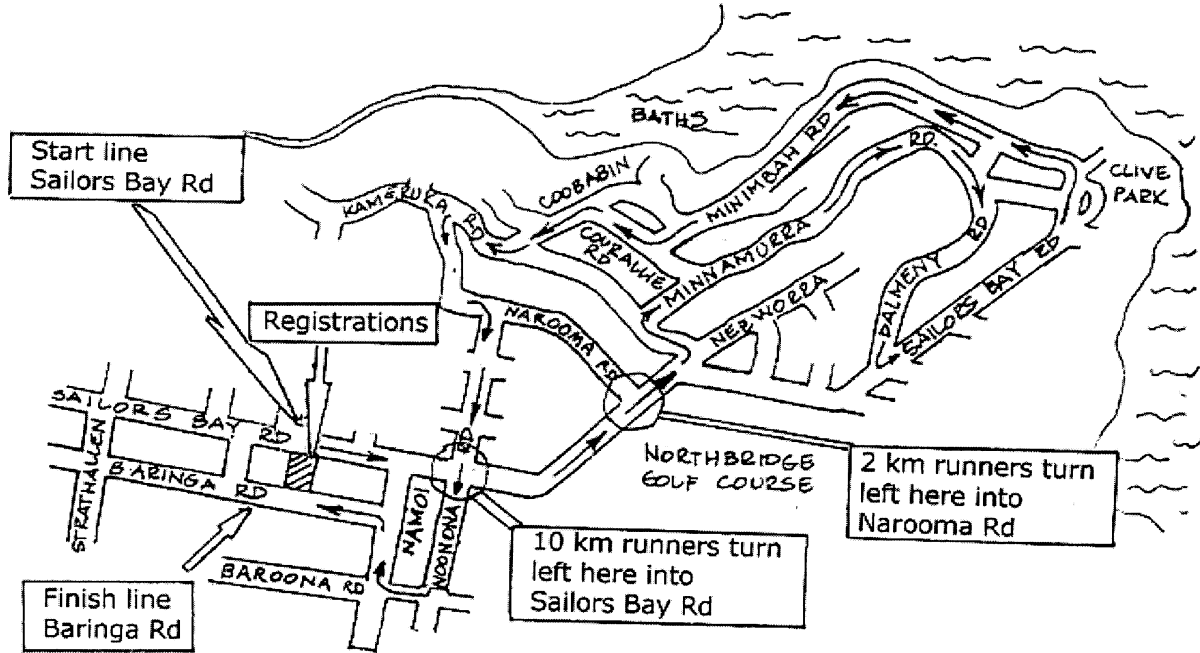 Start line
Sailors Bay Rd
Registrations
BATHS
CLIVE
PARK
KAMERUKA
RD
COOBABIN
MINIMBAH RD
COURALLIE
RD
MINNAMURRA
RD.
DALMENY RD
SAILORS BAY RD
NAROOMA RD
SAILORS BAY
RD
STRATHALLEN
BARINGA RD
RD
NAMOI
NOONONA
BAROONA RD
NORTHBRIDGE
GOLF COURSE
2 km runners turn
left here into
Narooma Rd
10 km runners turn
left here into
Sailors Bay Rd
Finish line
Baringa Rd